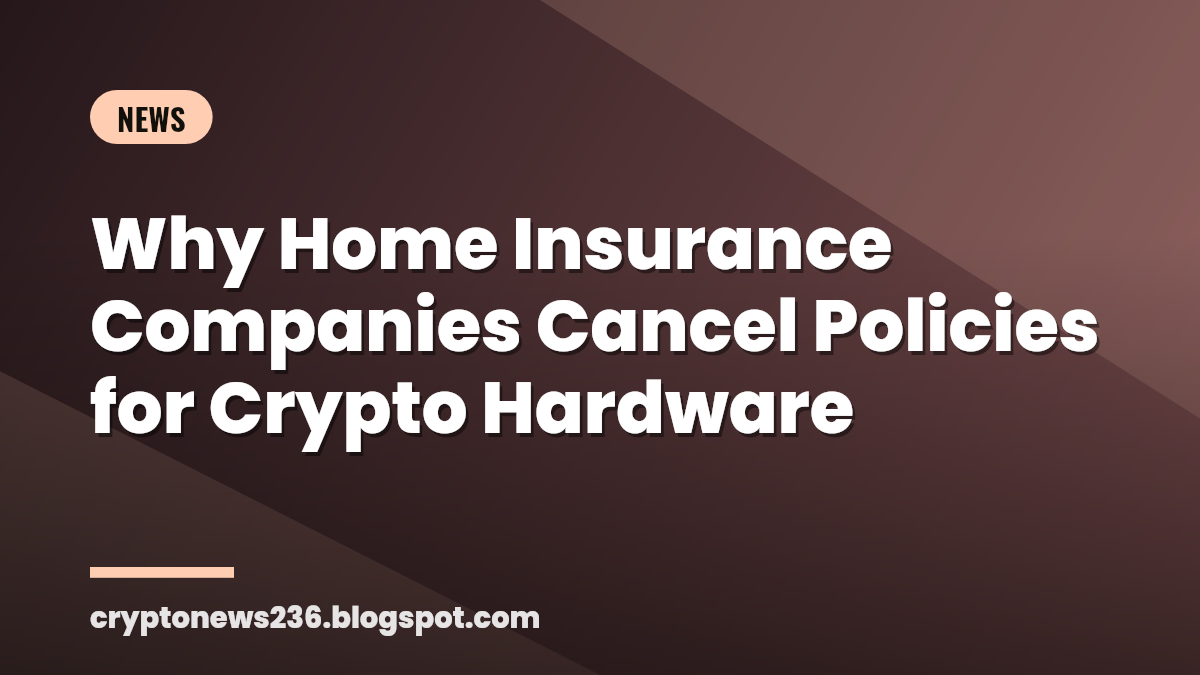 NEWS
Why Home Insurance
Companies Cancel Policies
for Crypto Hardware
cryptonews236.blogspot.com